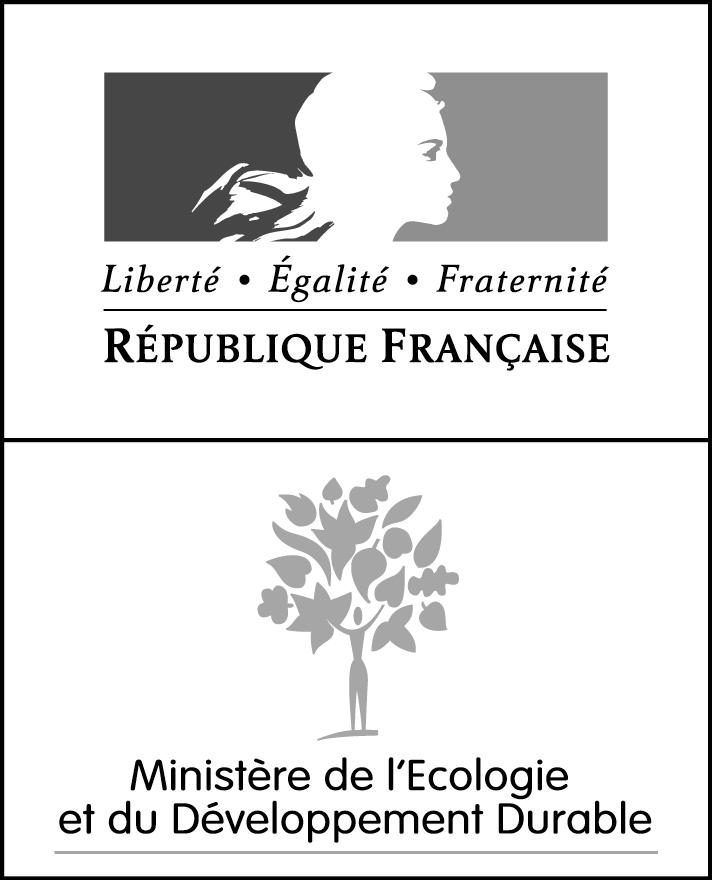 Liberté • Égalité • Fraternité
RÉPUBLIQUE FRANÇAISE
Ministère de l'Ecologie
et du Développement Durable